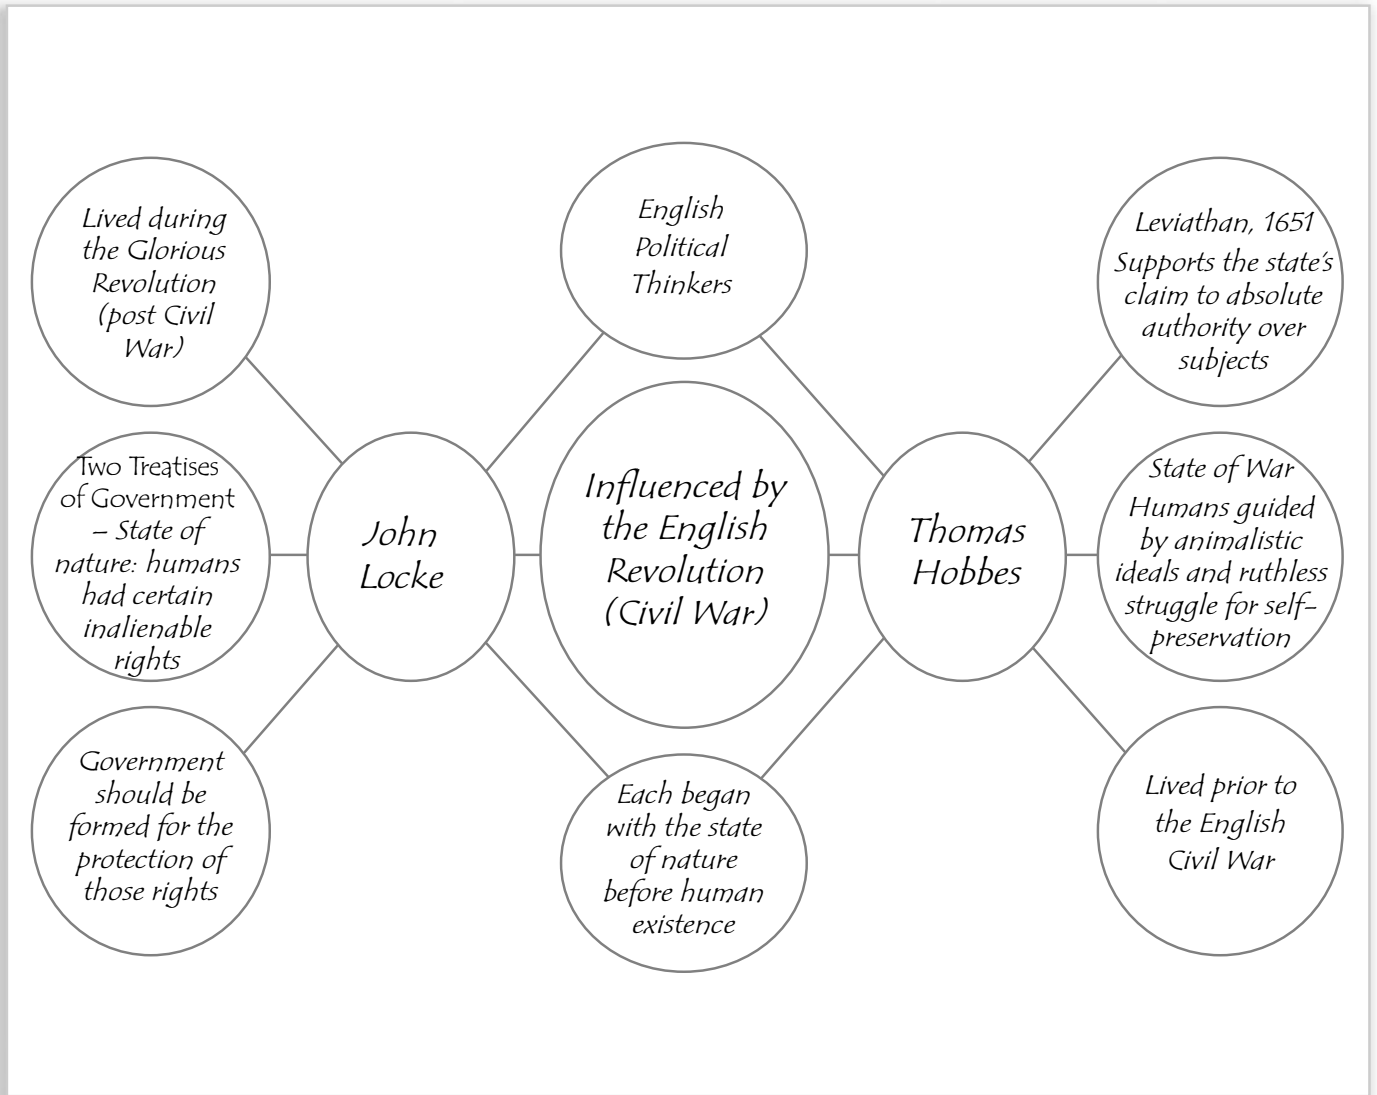 Lived during
the Glorious
Revolution
(post Civil
War)
Two Treatises
of Government
– State of
nature: humans
had certain
inalienable
rights
Government
should be
formed for the
protection of
those rights
John
Locke
English
Political
Thinkers
Influenced by
the English
Revolution
(Civil War)
Each began
with the state
of nature
before human
existence
Thomas
Hobbes
Leviathan, 1651
Supports the state's
claim to absolute
authority over
subjects
State of War
Humans guided
by animalistic
ideals and ruthless
struggle for self–
preservation
Lived prior to
the English
Civil War